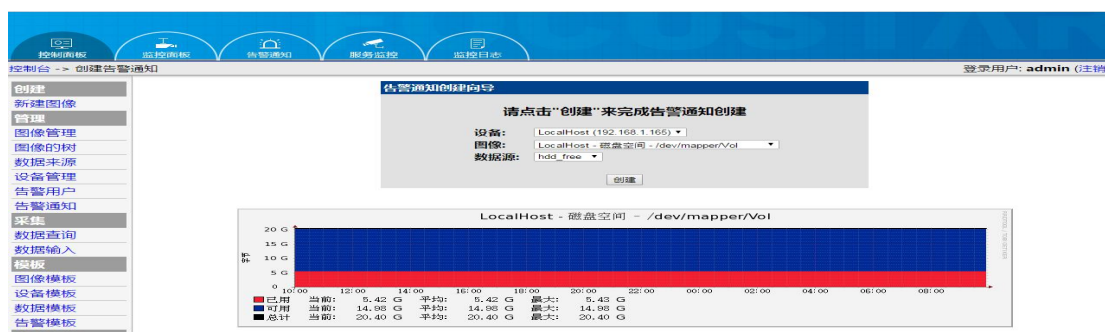 控制面板 监控面板 告警通知 服务监控 监控日志
控制台 -> 创建告警通知 登录用户: admin (注销
创建
新建图像
管理
图像管理
图像的树
数据来源
设备管理
告警用户
告警通知
采集
数据查询
数据输入
模板
图像模板
设备模板
数据模板
告警模板
告警通知创建向导
请点击"创建"来完成告警通知创建
设备: LocalHost (192.168.1.165)
图像: LocalHost - 磁盘空间 - /dev/mapper/Vol
数据源: hdd_free
创建
LocalHost - 磁盘空间 - /dev/mapper/Vol
20 G
15 G
10 G
5 G
0
字节
10:00 12:00 14:00 16:00 18:00 20:00 22:00 00:00 02:00 04:00 06:00 08:00
已用 当前: 5.42 G 平均: 5.42 G 最大: 5.43 G
可用 当前: 14.98 G 平均: 14.98 G 最大: 14.98 G
总计 当前: 20.40 G 平均: 20.40 G 最大: 20.40 G